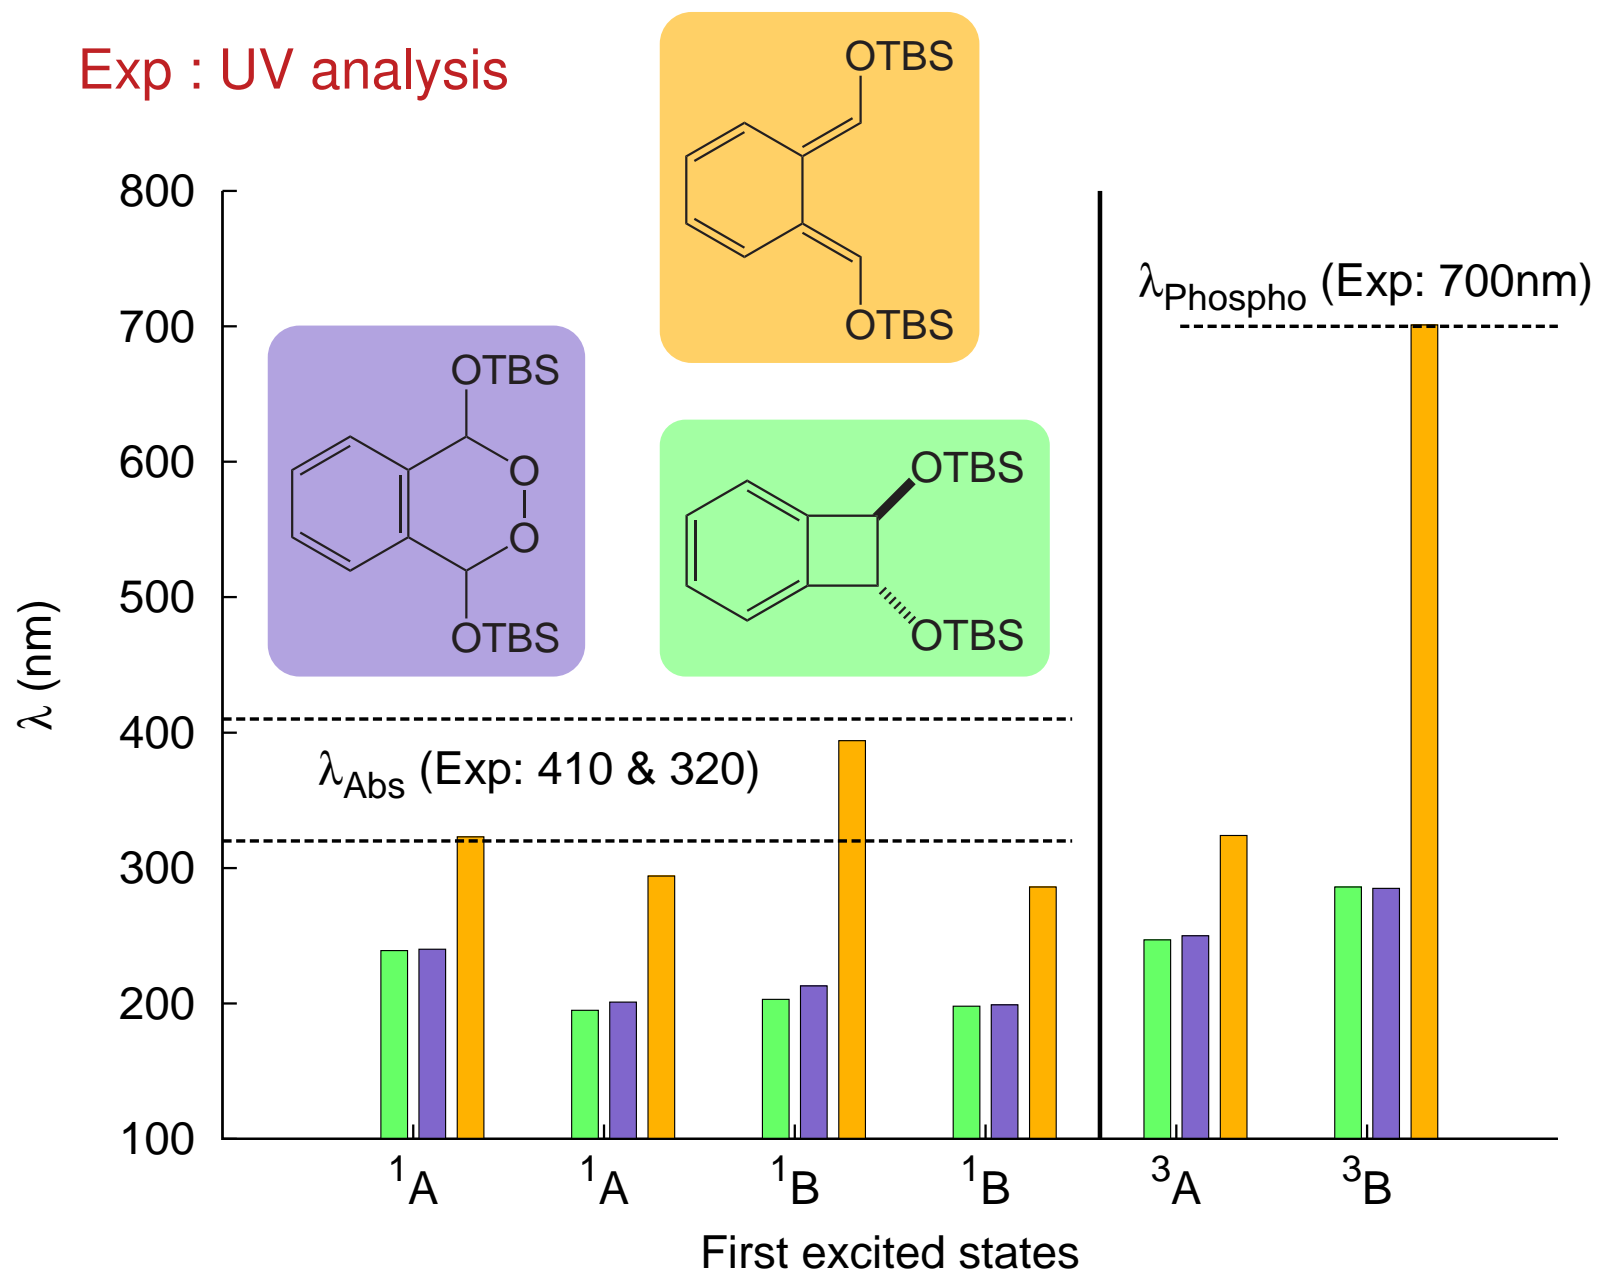 Exp : UV analysis
OTBS
OTBS
λPhospho (Exp: 700nm)
OTBS
O
O
OTBS
OTBS
OTBS
λAbs (Exp: 410 & 320)
800
700
600
500
400
300
200
100
λ (nm)
1A
1A
1B
1B
3A
3B
First excited states